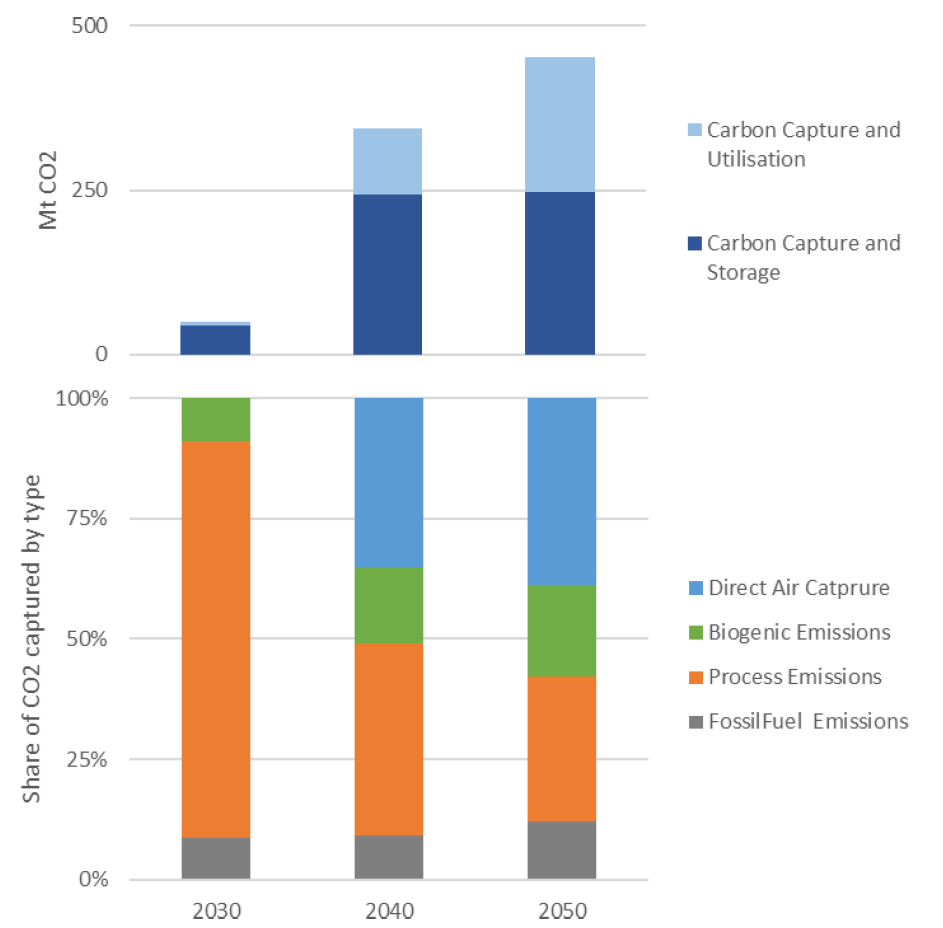 500
250
0
Mt CO2
Carbon Capture and
Utilisation
Carbon Capture and
Storage
100%
75%
50%
25%
0%
Share of CO2 captured by type
Direct Air Catprure
Biogenic Emissions
Process Emissions
FossilFuel Emissions
2030
2040
2050